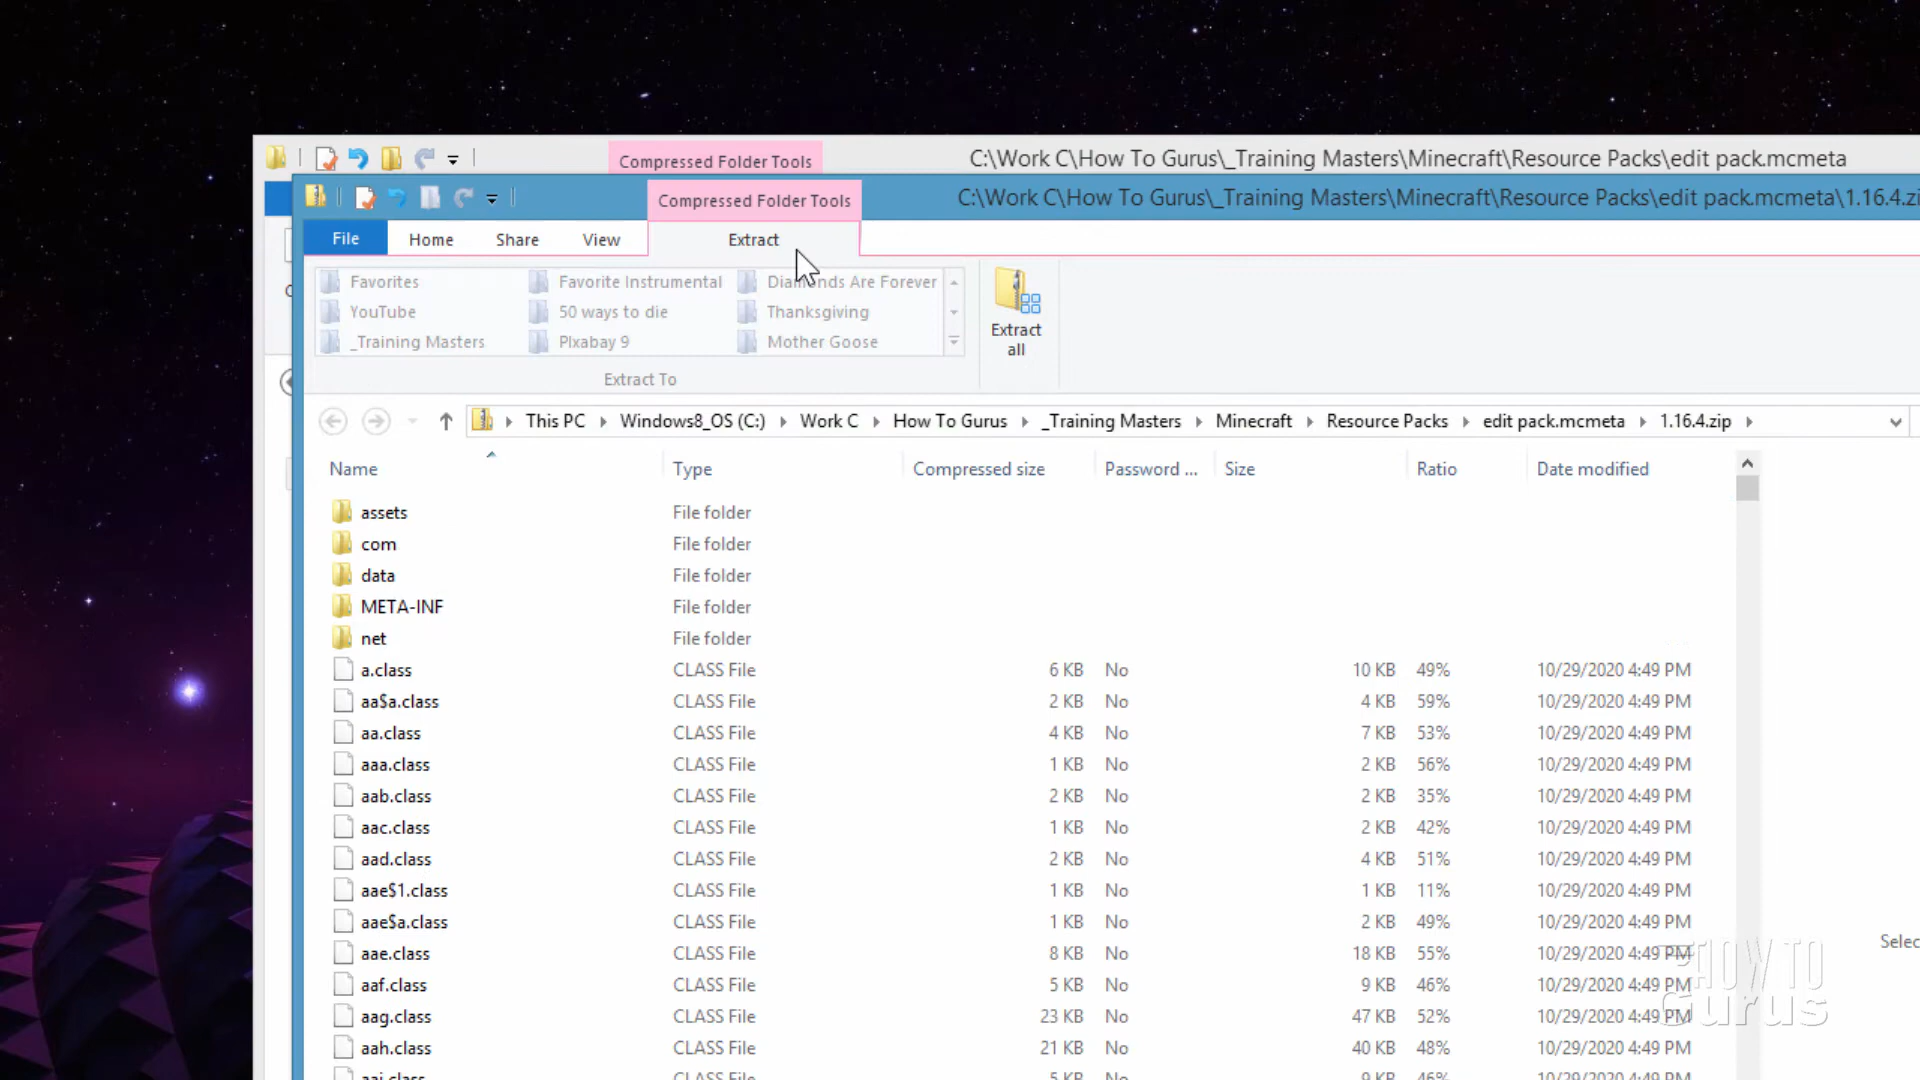 Compressed Folder Tools
C:\Work C\How To Gurus\_Training Masters\Minecraft\Resource Packs\edit pack.mcmeta
Compressed Folder Tools
C:\Work C\How To Gurus\_Training Masters\Minecraft\Resource Packs\edit pack.mcmeta\1.16.4.zi
File Home Share View Extract
Favorites Favorite Instrumental Diamonds Are Forever
YouTube 50 ways to die Thanksgiving
_Training Masters PIxabay 9 Mother Goose
Extract all
Extract To
This PC Windows8_OS (C:) Work C How To Gurus _Training Masters Minecraft Resource Packs edit pack.mcmeta 1.16.4.zip
Name Type Compressed size Password ... Size Ratio Date modified
assets File folder
com File folder
data File folder
META-INF File folder
net File folder
a.class CLASS File 6 KB No 10 KB 49% 10/29/2020 4:49 PM
aa$a.class CLASS File 2 KB No 4 KB 59% 10/29/2020 4:49 PM
aa.class CLASS File 4 KB No 7 KB 53% 10/29/2020 4:49 PM
aaa.class CLASS File 1 KB No 2 KB 56% 10/29/2020 4:49 PM
aab.class CLASS File 2 KB No 2 KB 35% 10/29/2020 4:49 PM
aac.class CLASS File 1 KB No 2 KB 42% 10/29/2020 4:49 PM
aad.class CLASS File 2 KB No 4 KB 51% 10/29/2020 4:49 PM
aae$1.class CLASS File 1 KB No 1 KB 11% 10/29/2020 4:49 PM
aae$a.class CLASS File 1 KB No 2 KB 49% 10/29/2020 4:49 PM
Selec
aae.class CLASS File 8 KB No 18 KB 55% 10/29/2020 4:49 PM
aaf.class CLASS File 5 KB No 9 KB 46% 10/29/2020 4:49 PM
aag.class CLASS File 23 KB No 47 KB 52% 10/29/2020 4:49 PM
aah.class CLASS File 21 KB No 40 KB 48% 10/29/2020 4:49 PM
HOW TO
Gurus